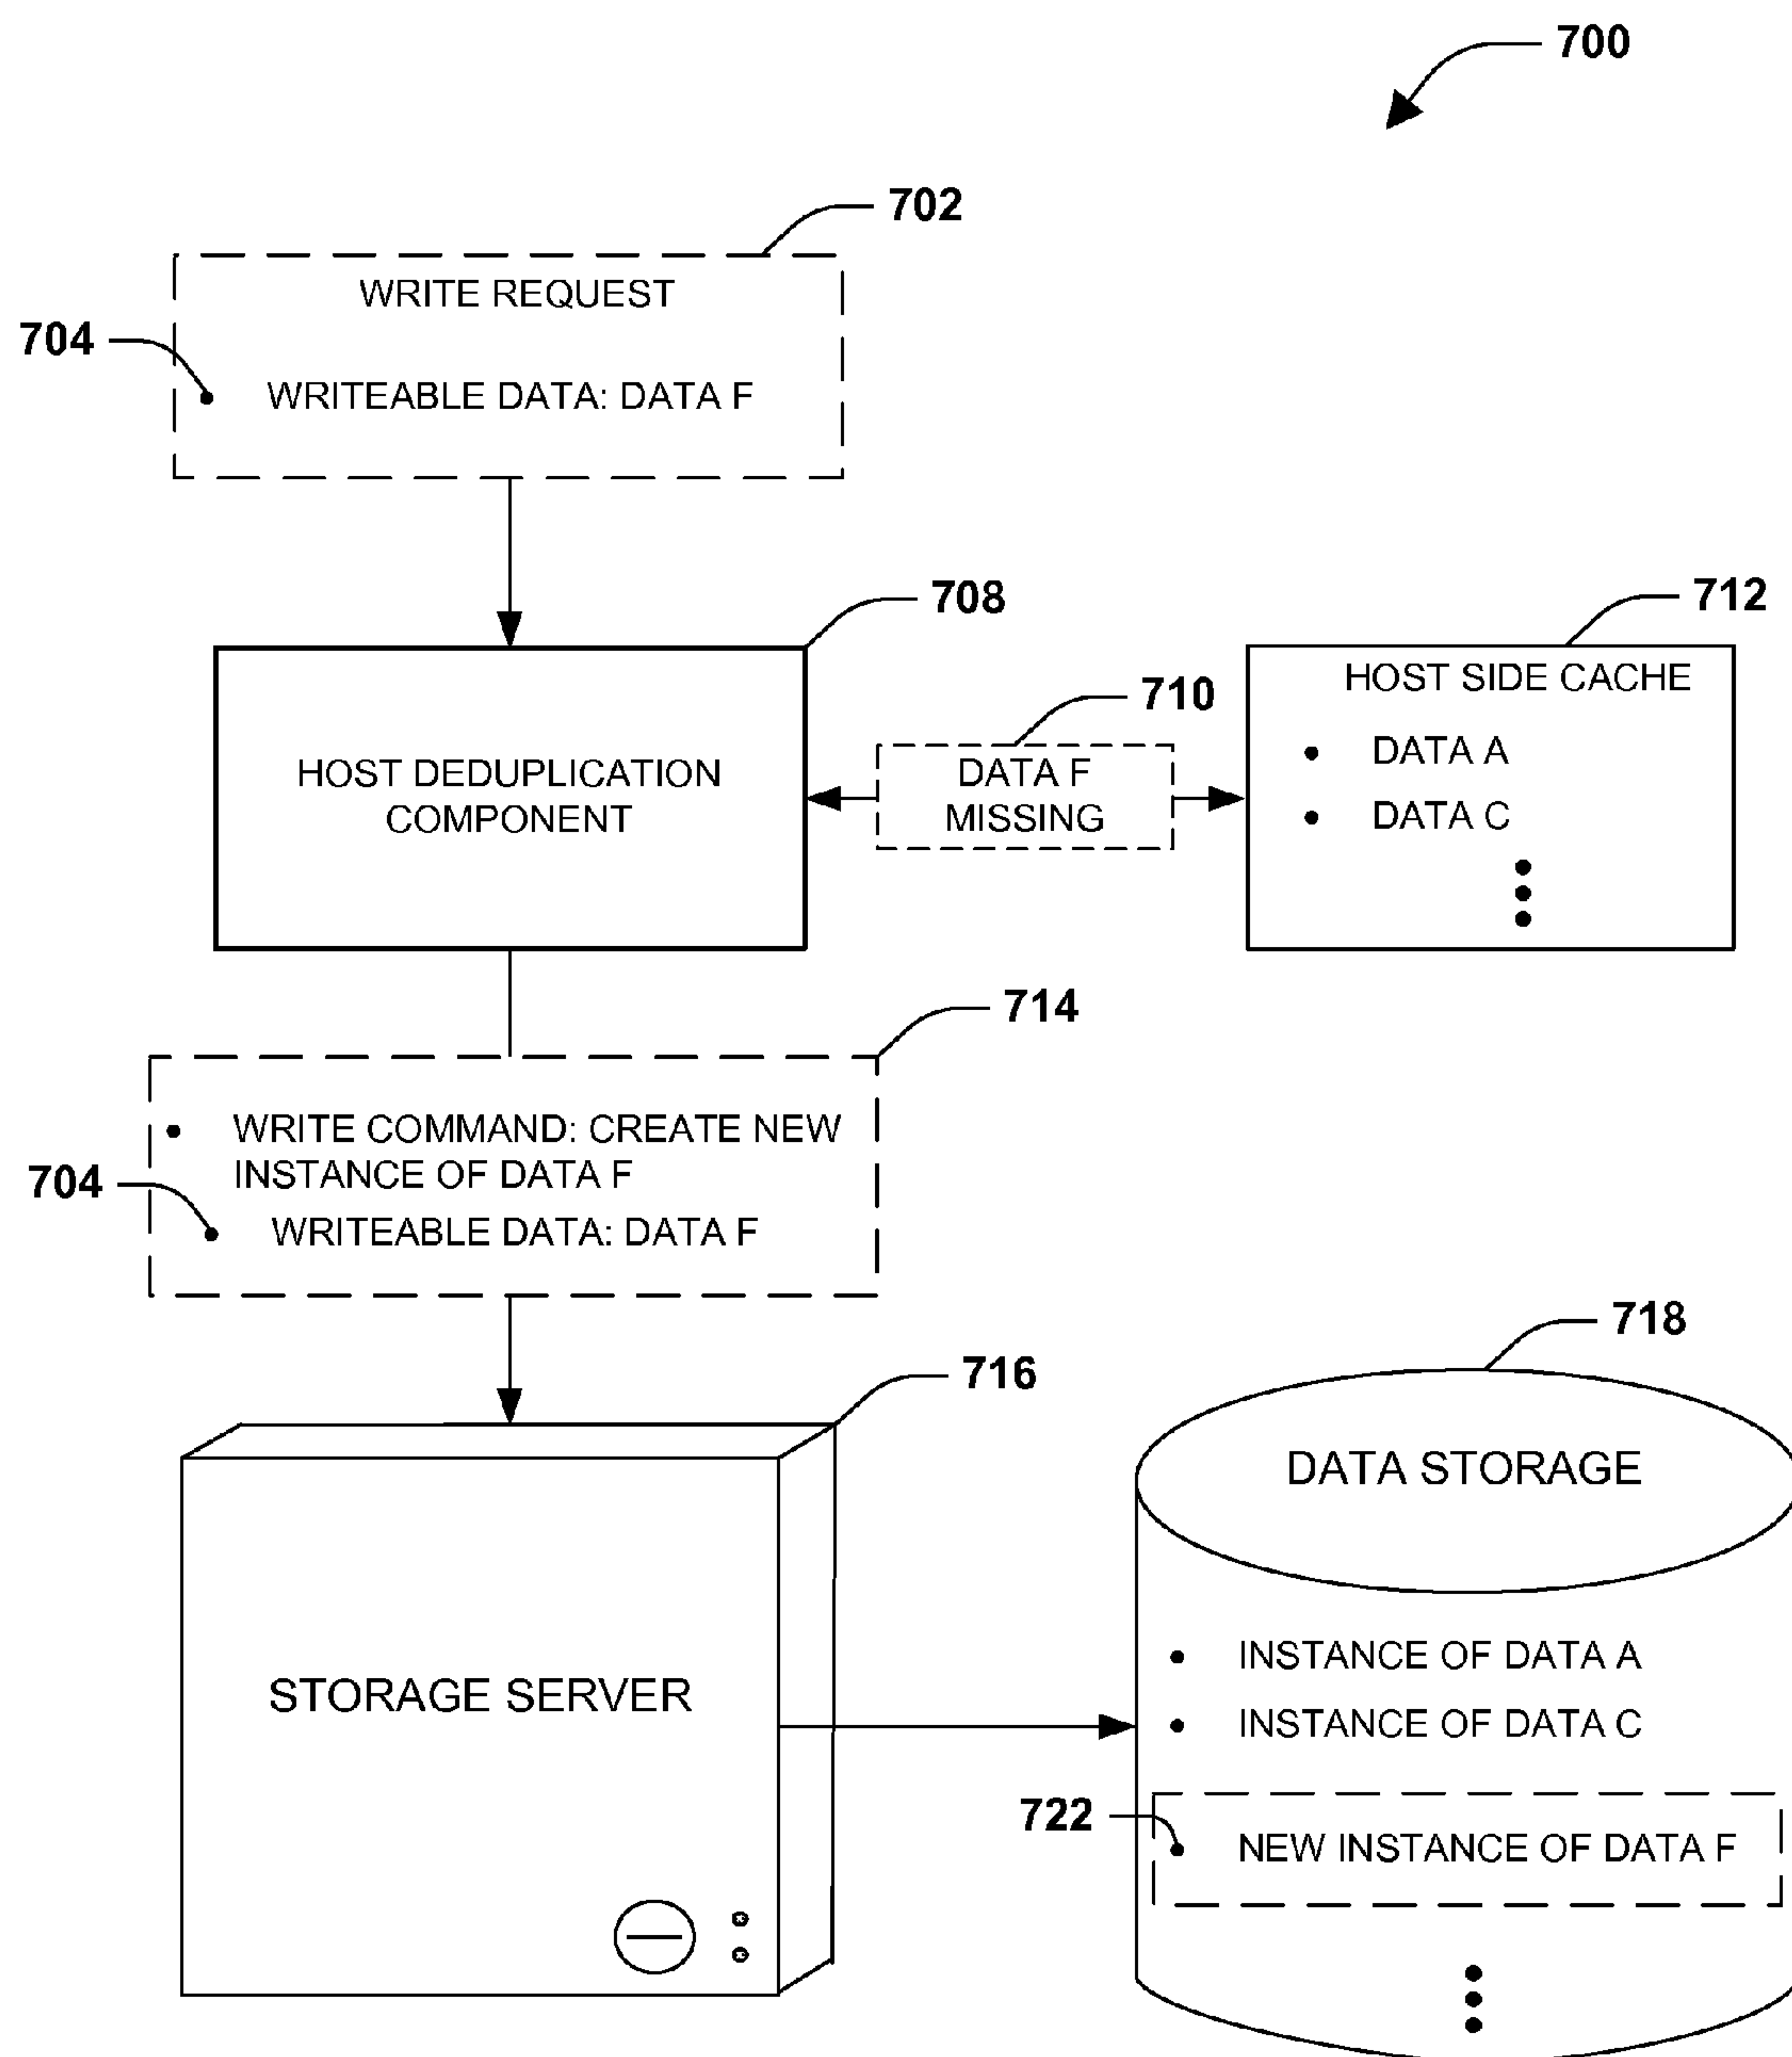 700
702
WRITE REQUEST
704
• WRITEABLE DATA: DATA F
708
712
HOST SIDE CACHE
710
• DATA A
DATA F
HOST DEDUPLICATION
• DATA C
MISSING
COMPONENT
714
• WRITE COMMAND: CREATE NEW
INSTANCE OF DATA F
704
• WRITEABLE DATA: DATA F
718
716
DATA STORAGE
• INSTANCE OF DATA A
STORAGE SERVER
• INSTANCE OF DATA C
722
• NEW INSTANCE OF DATA F